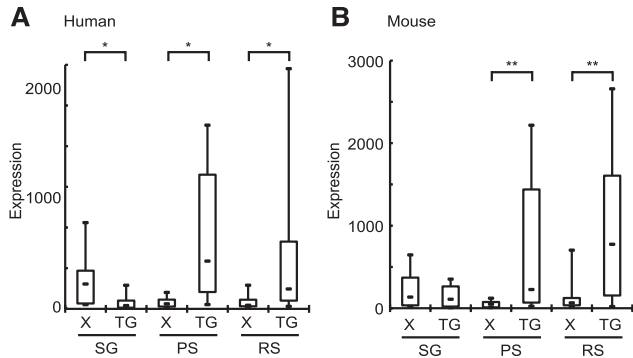 A Human
* * *
2000
1000
0
Expression
X TG X TG X TG
SG PS RS
B Mouse
** **
3000
2000
1000
0
Expression
X TG X TG X TG
SG PS RS